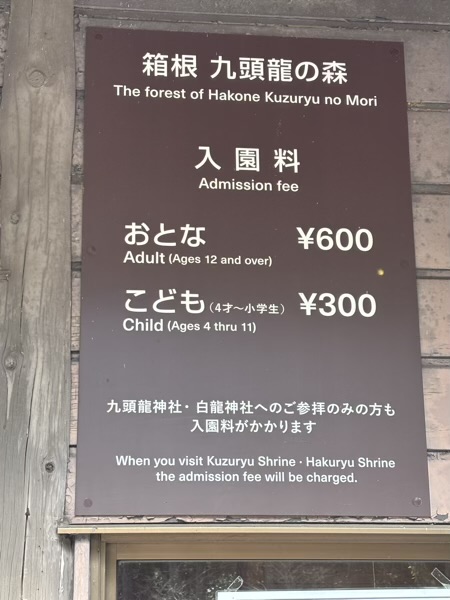 箱根 九頭龍の森
The forest of Hakone Kuzuryu no Mori
入園料
Admission fee
おとな ¥600
Adult (Ages 12 and over)
こども (4才～小学生) ¥300
Child (Ages 4 thru 11)
九頭龍神社・白龍神社へのご参拝のみの方も
入園料がかかります
When you visit Kuzuryu Shrine・Hakuryu Shrine
the admission fee will be charged.